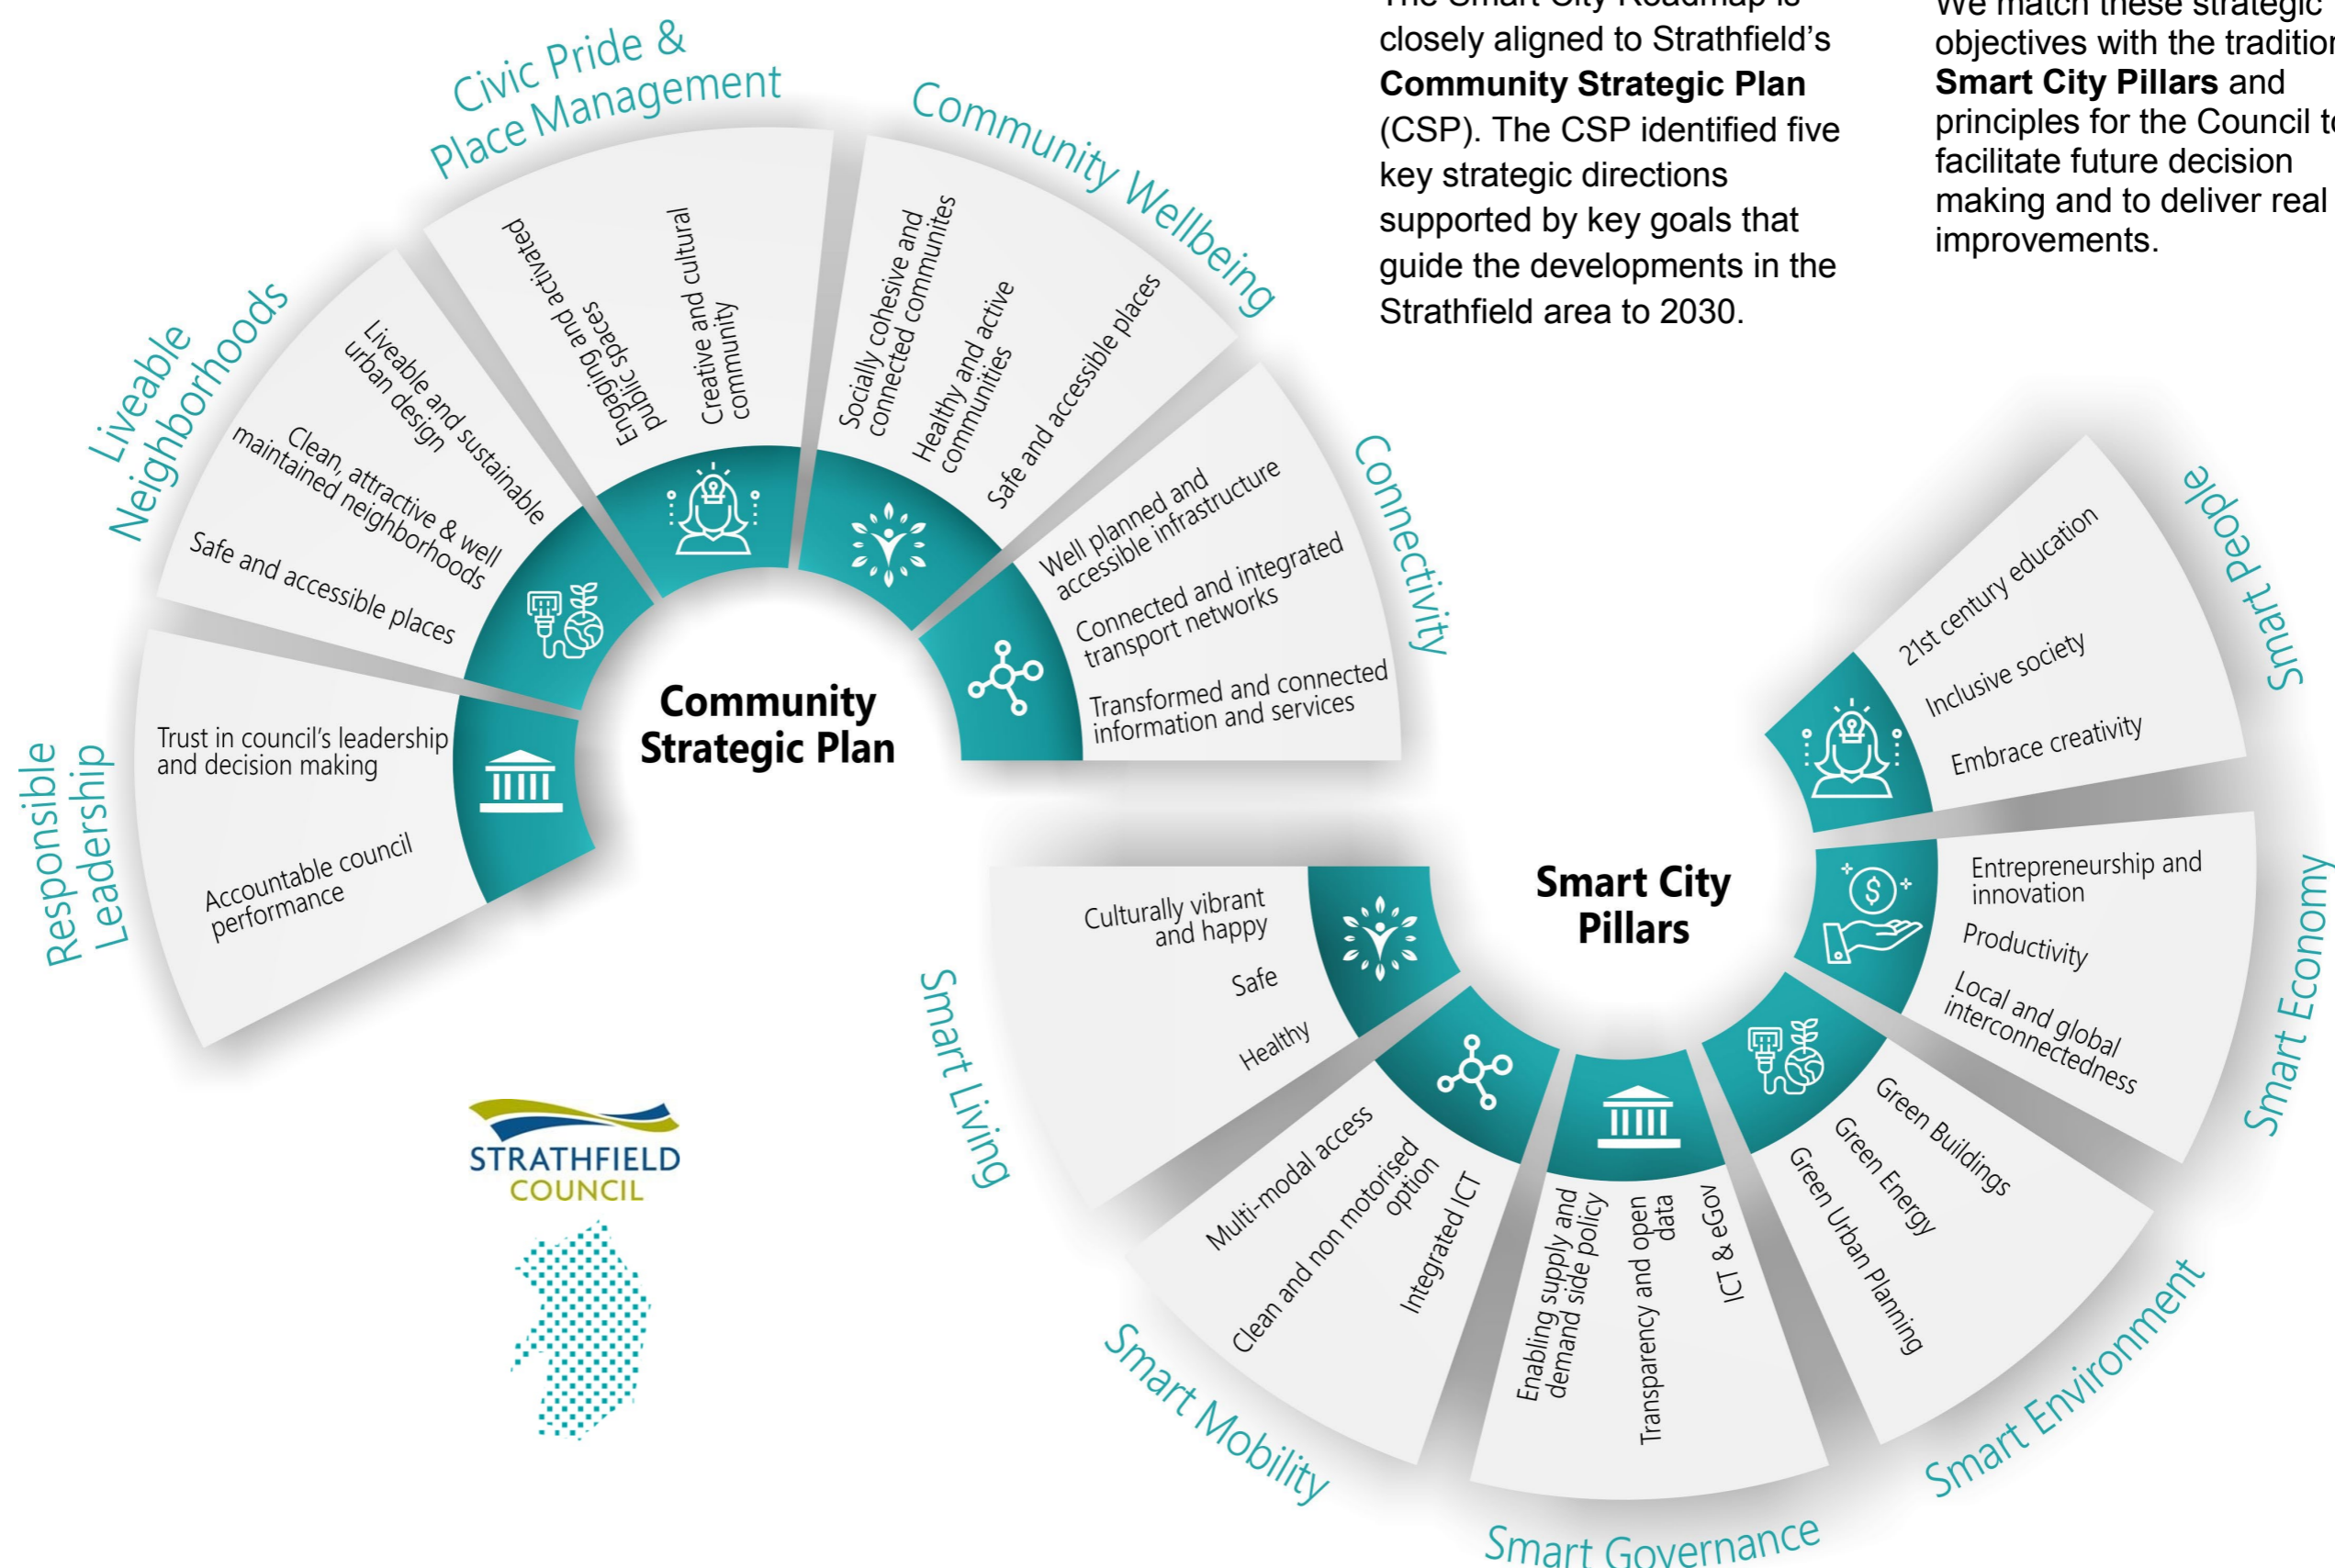 The Smart City Roadmap is
closely aligned to Strathfield's
Community Strategic Plan
(CSP). The CSP identified five
key strategic directions
supported by key goals that
guide the developments in the
Strathfield area to 2030.
We match these strategic
objectives with the tradition
Smart City Pillars and
principles for the Council to
facilitate future decision
making and to deliver real
improvements.
Community
Strategic Plan
Responsible
Leadership
Trust in council's leadership
and decision making
Accountable council
performance
Liveable
Neighborhoods
Liveable and sustainable
urban design
Clean, attractive & well
maintained neighborhoods
Safe and accessible places
Civic Pride &
Place Management
Engaging and activated
public spaces
Creative and cultural
community
Community Wellbeing
Socially cohesive and
connected communites
Healthy and active
communities
Safe and accessible places
Connectivity
Well planned and
accessible infrastructure
Connected and integrated
transport networks
Transformed and connected
information and services
STRATHFIELD
COUNCIL
Smart City
Pillars
Smart Living
Culturally vibrant
and happy
Safe
Healthy
Smart Mobility
Multi-modal access
Clean and non motorised
option
Integrated ICT
Smart Governance
Enabling supply and
demand side policy
Transparency and open
data
ICT & eGov
Smart Environment
Green Buildings
Green Energy
Green Urban Planning
Smart Economy
Entrepreneurship and
innovation
Productivity
Local and global
interconnectedness
Smart People
21st century education
Inclusive society
Embrace creativity